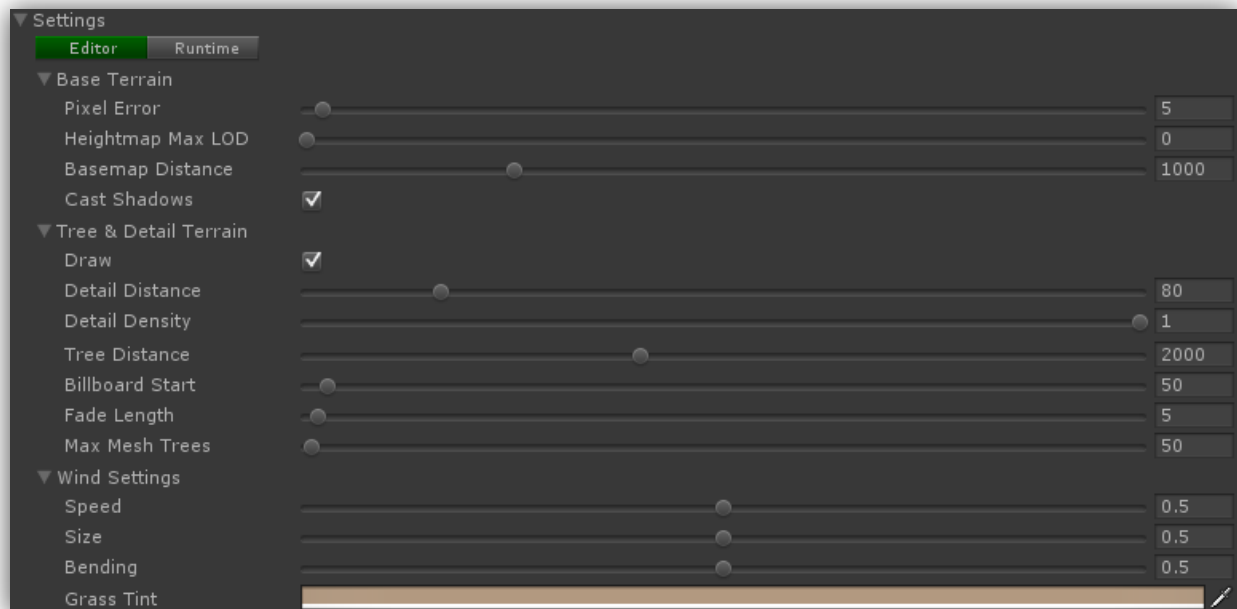 Settings
Editor Runtime
Base Terrain
Pixel Error 5
Heightmap Max LOD 0
Basemap Distance 1000
Cast Shadows
Tree & Detail Terrain
Draw
Detail Distance 80
Detail Density 1
Tree Distance 2000
Billboard Start 50
Fade Length 5
Max Mesh Trees 50
Wind Settings
Speed 0.5
Size 0.5
Bending 0.5
Grass Tint